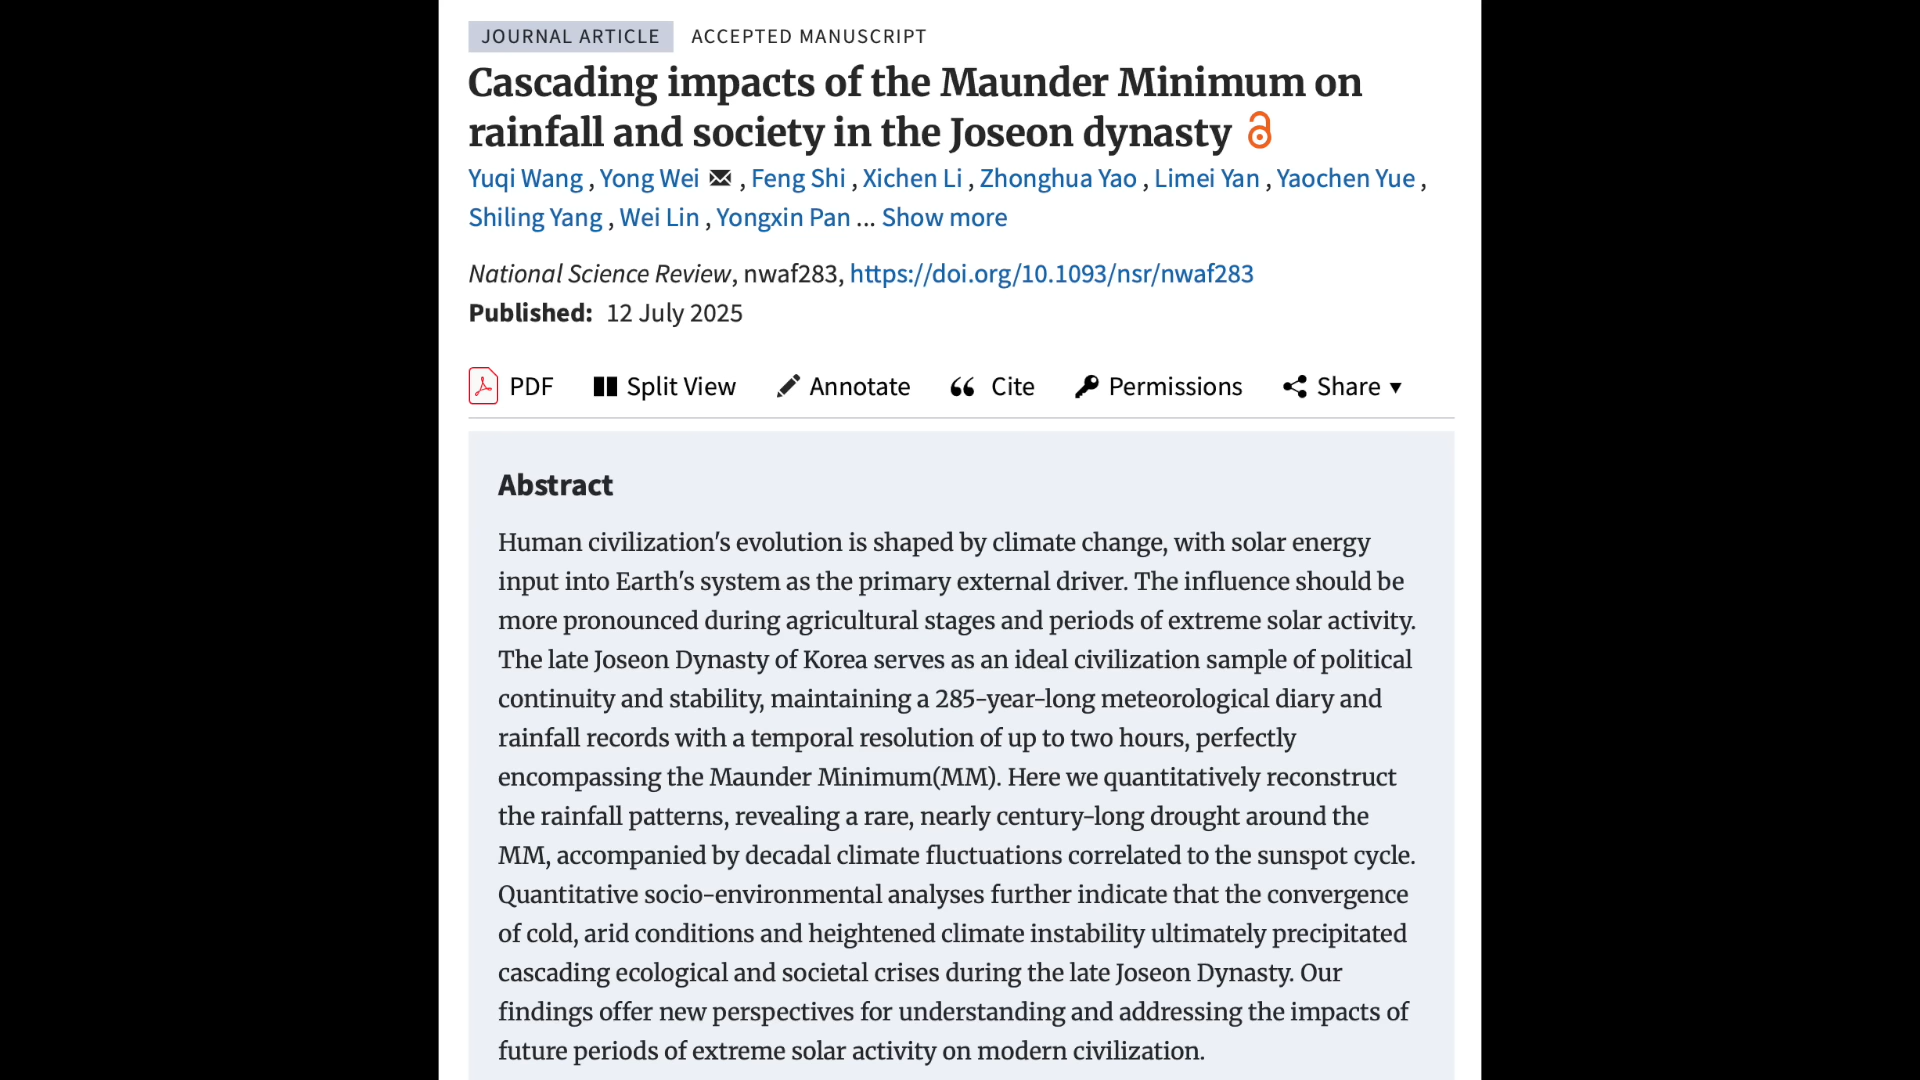 JOURNAL ARTICLE ACCEPTED MANUSCRIPT
Cascading impacts of the Maunder Minimum on
rainfall and society in the Joseon dynasty
Yuqi Wang , Yong Wei , Feng Shi , Xichen Li , Zhonghua Yao , Limei Yan , Yaochen Yue ,
Shiling Yang , Wei Lin , Yongxin Pan ... Show more
National Science Review, nwaf283, https://doi.org/10.1093/nsr/nwaf283
Published: 12 July 2025
PDF Split View Annotate Cite Permissions Share
Abstract
Human civilization's evolution is shaped by climate change, with solar energy
input into Earth's system as the primary external driver. The influence should be
more pronounced during agricultural stages and periods of extreme solar activity.
The late Joseon Dynasty of Korea serves as an ideal civilization sample of political
continuity and stability, maintaining a 285-year-long meteorological diary and
rainfall records with a temporal resolution of up to two hours, perfectly
encompassing the Maunder Minimum(MM). Here we quantitatively reconstruct
the rainfall patterns, revealing a rare, nearly century-long drought around the
MM, accompanied by decadal climate fluctuations correlated to the sunspot cycle.
Quantitative socio-environmental analyses further indicate that the convergence
of cold, arid conditions and heightened climate instability ultimately precipitated
cascading ecological and societal crises during the late Joseon Dynasty. Our
findings offer new perspectives for understanding and addressing the impacts of
future periods of extreme solar activity on modern civilization.